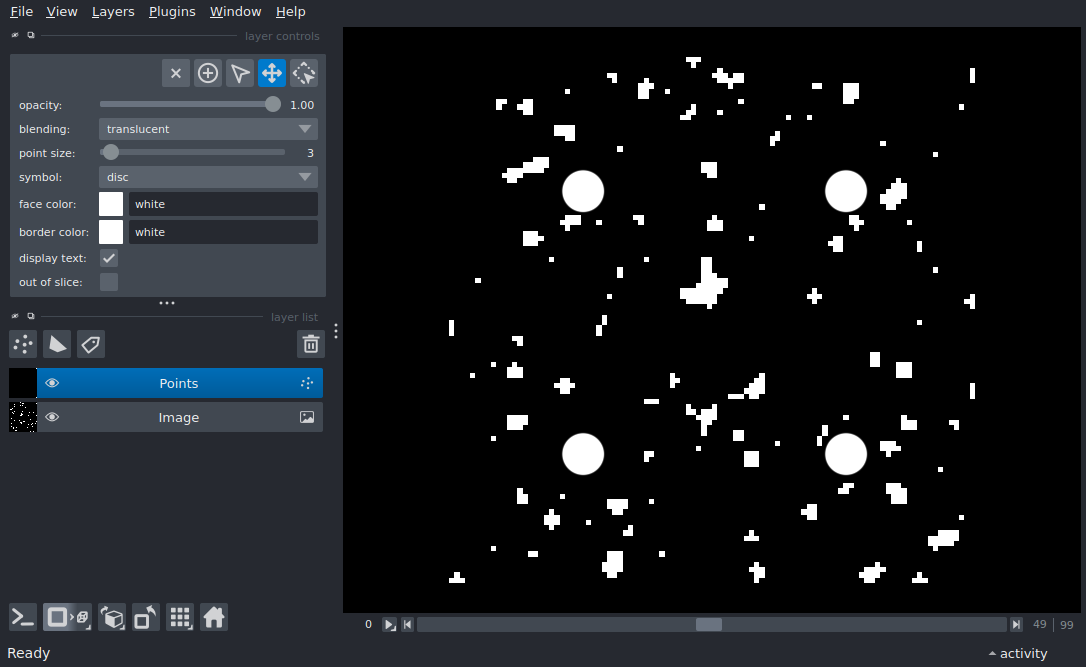 File View Layers Plugins Window Help
layer controls
opacity: 1.00
blending: translucent
point size: 3
symbol: disc
face color: white
border color: white
display text:
out of slice:
layer list
Points
Image
0 49 99
Ready activity